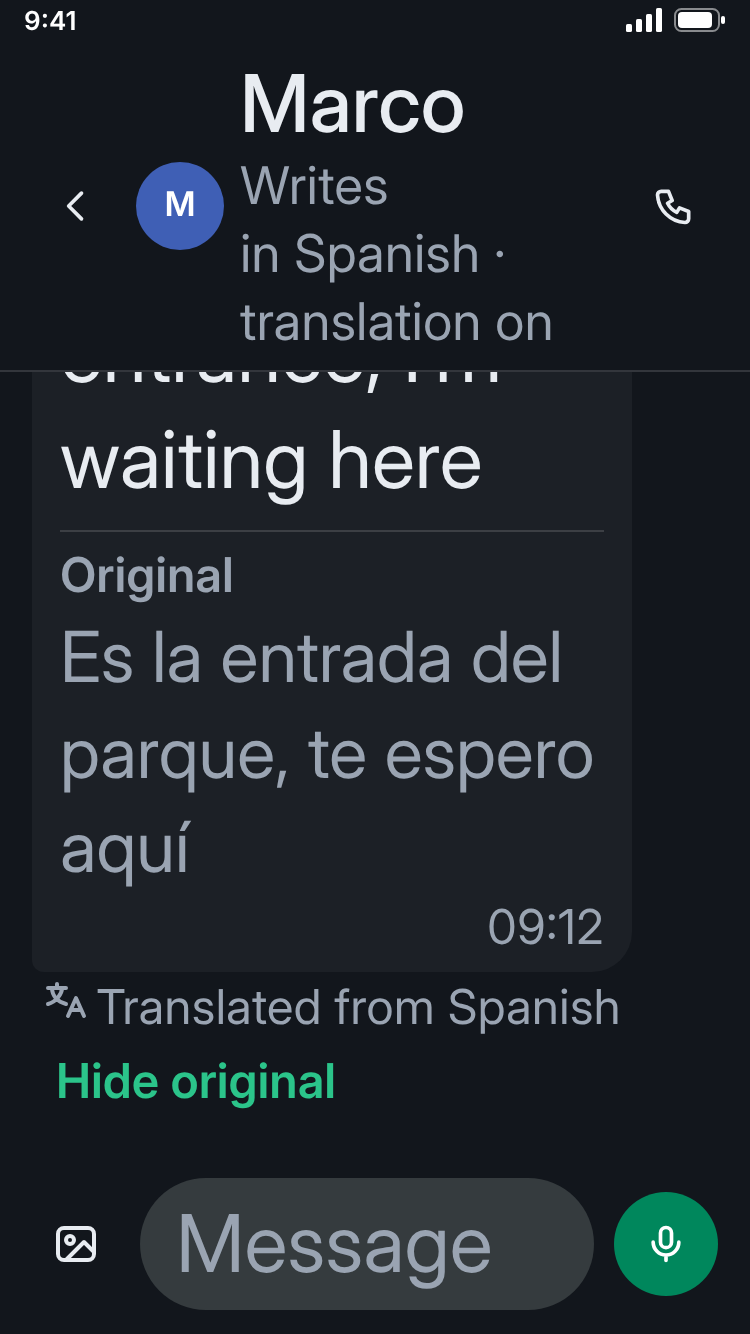 9:41
Marco
M
Writes
in Spanish ·
translation on
waiting here
Original
Es la entrada del
parque, te espero
aquí
09:12
Translated from Spanish
Hide original
Message